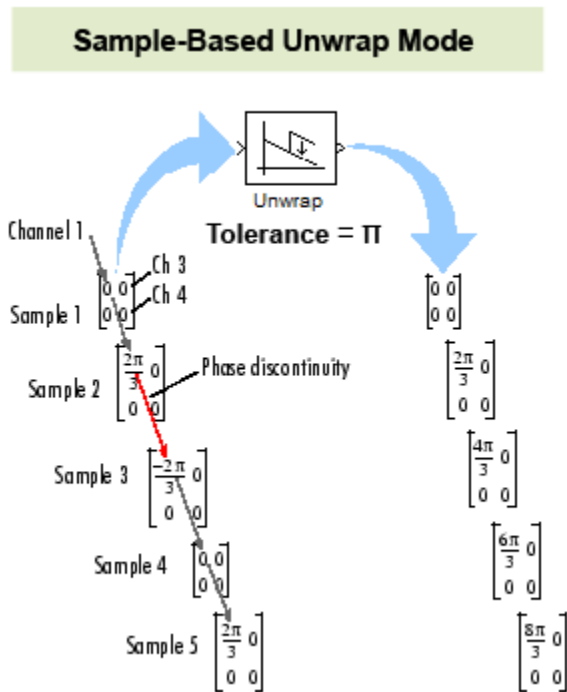 Sample-Based Unwrap Mode
Unwrap
Tolerance = π
Channel 1
Ch 3
Ch 4
Sample 1
0 0
0 0
0 0
0 0
Sample 2
2π/3 0
0 0
Phase discontinuity
2π/3 0
0 0
Sample 3
-2π/3 0
0 0
4π/3 0
0 0
Sample 4
0 0
0 0
6π/3 0
0 0
Sample 5
2π/3 0
0 0
8π/3 0
0 0